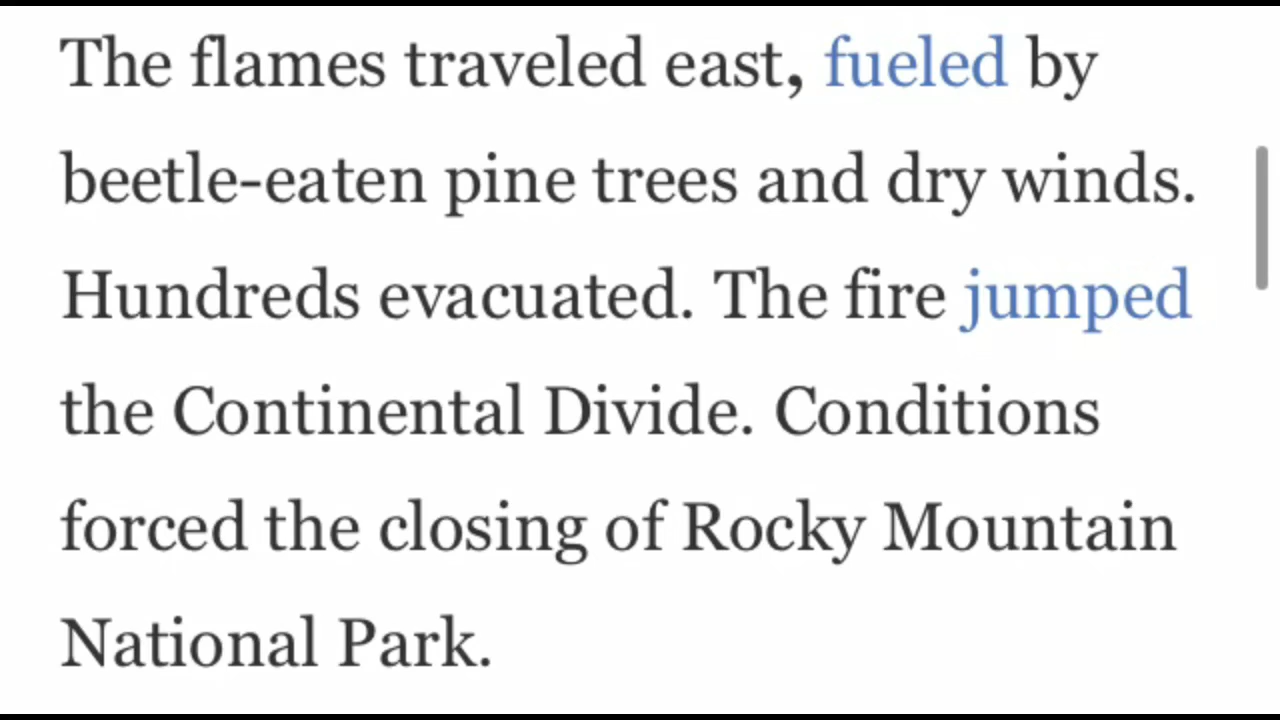 The flames traveled east, fueled by
beetle-eaten pine trees and dry winds.
Hundreds evacuated. The fire jumped
the Continental Divide. Conditions
forced the closing of Rocky Mountain
National Park.